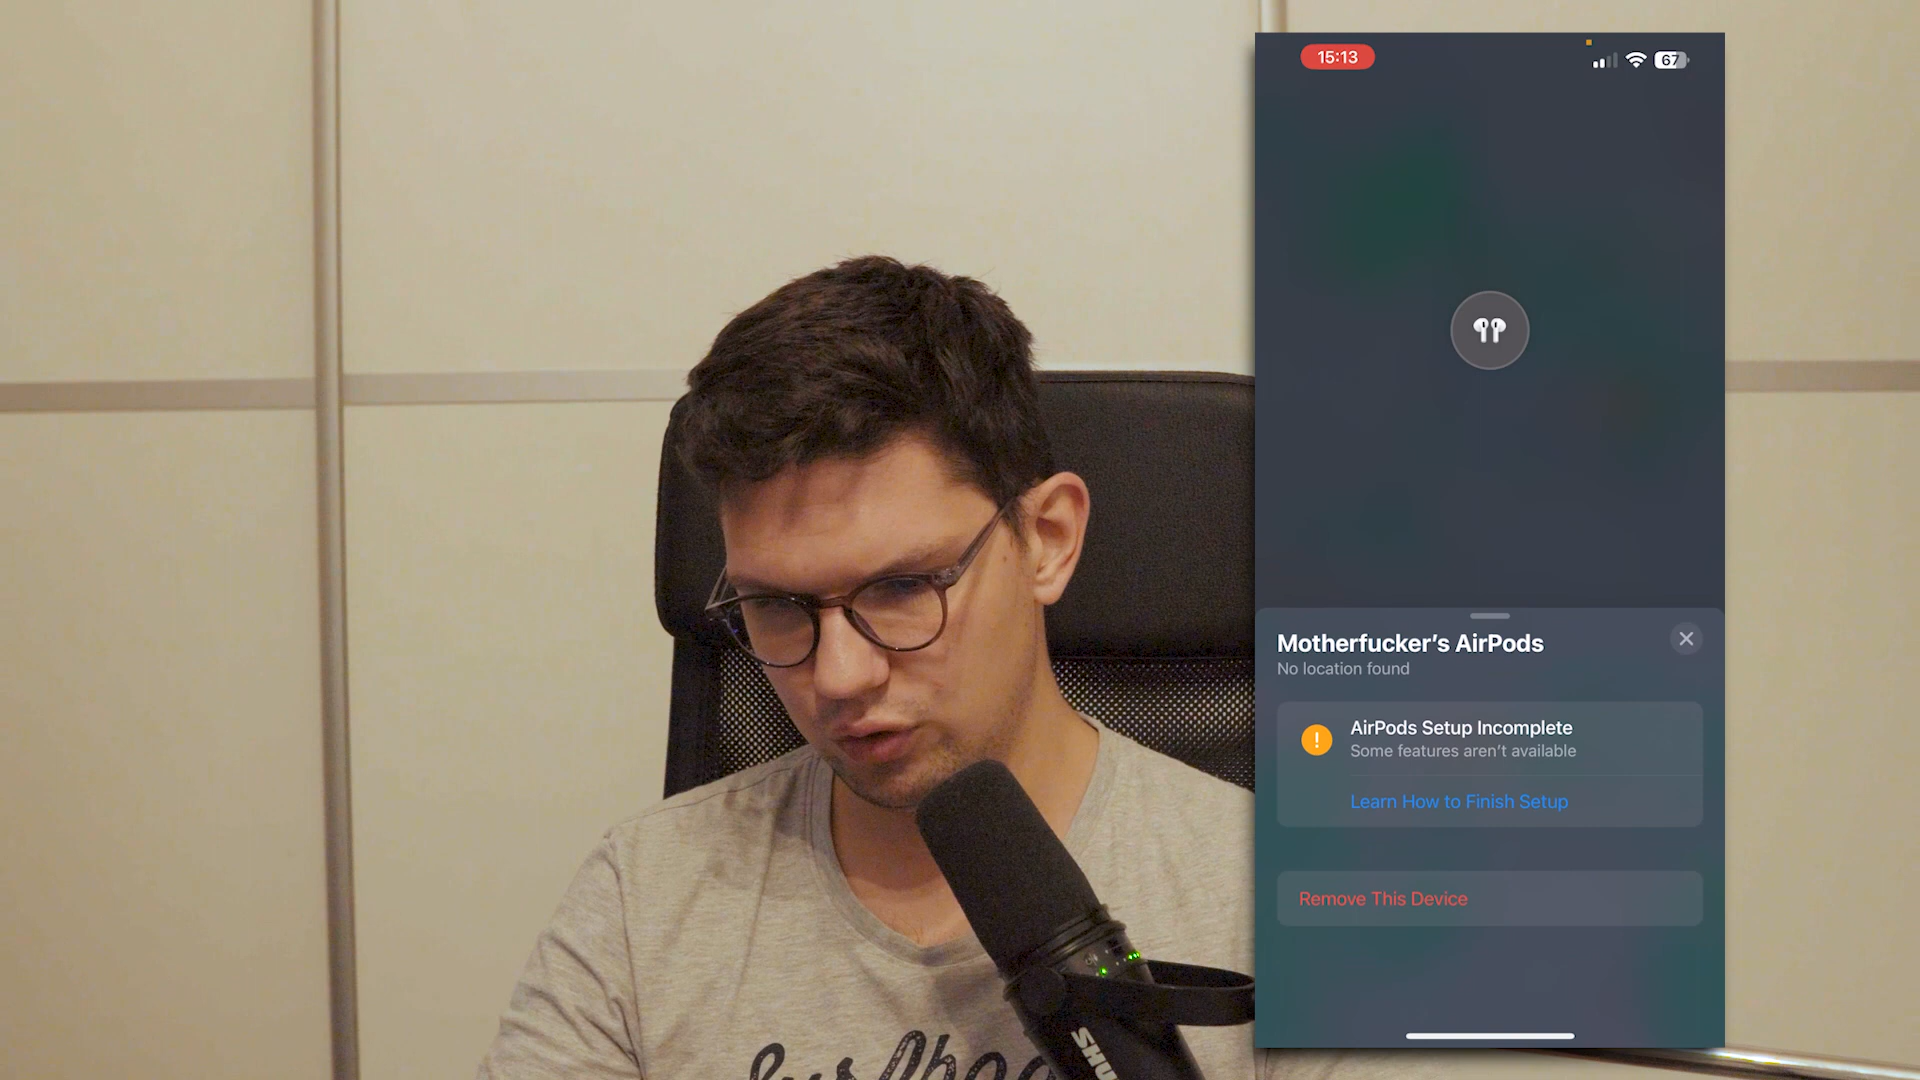 15:13
67
Motherfucker's AirPods
No location found
AirPods Setup Incomplete
Some features aren't available
Learn How to Finish Setup
Remove This Device
SHU